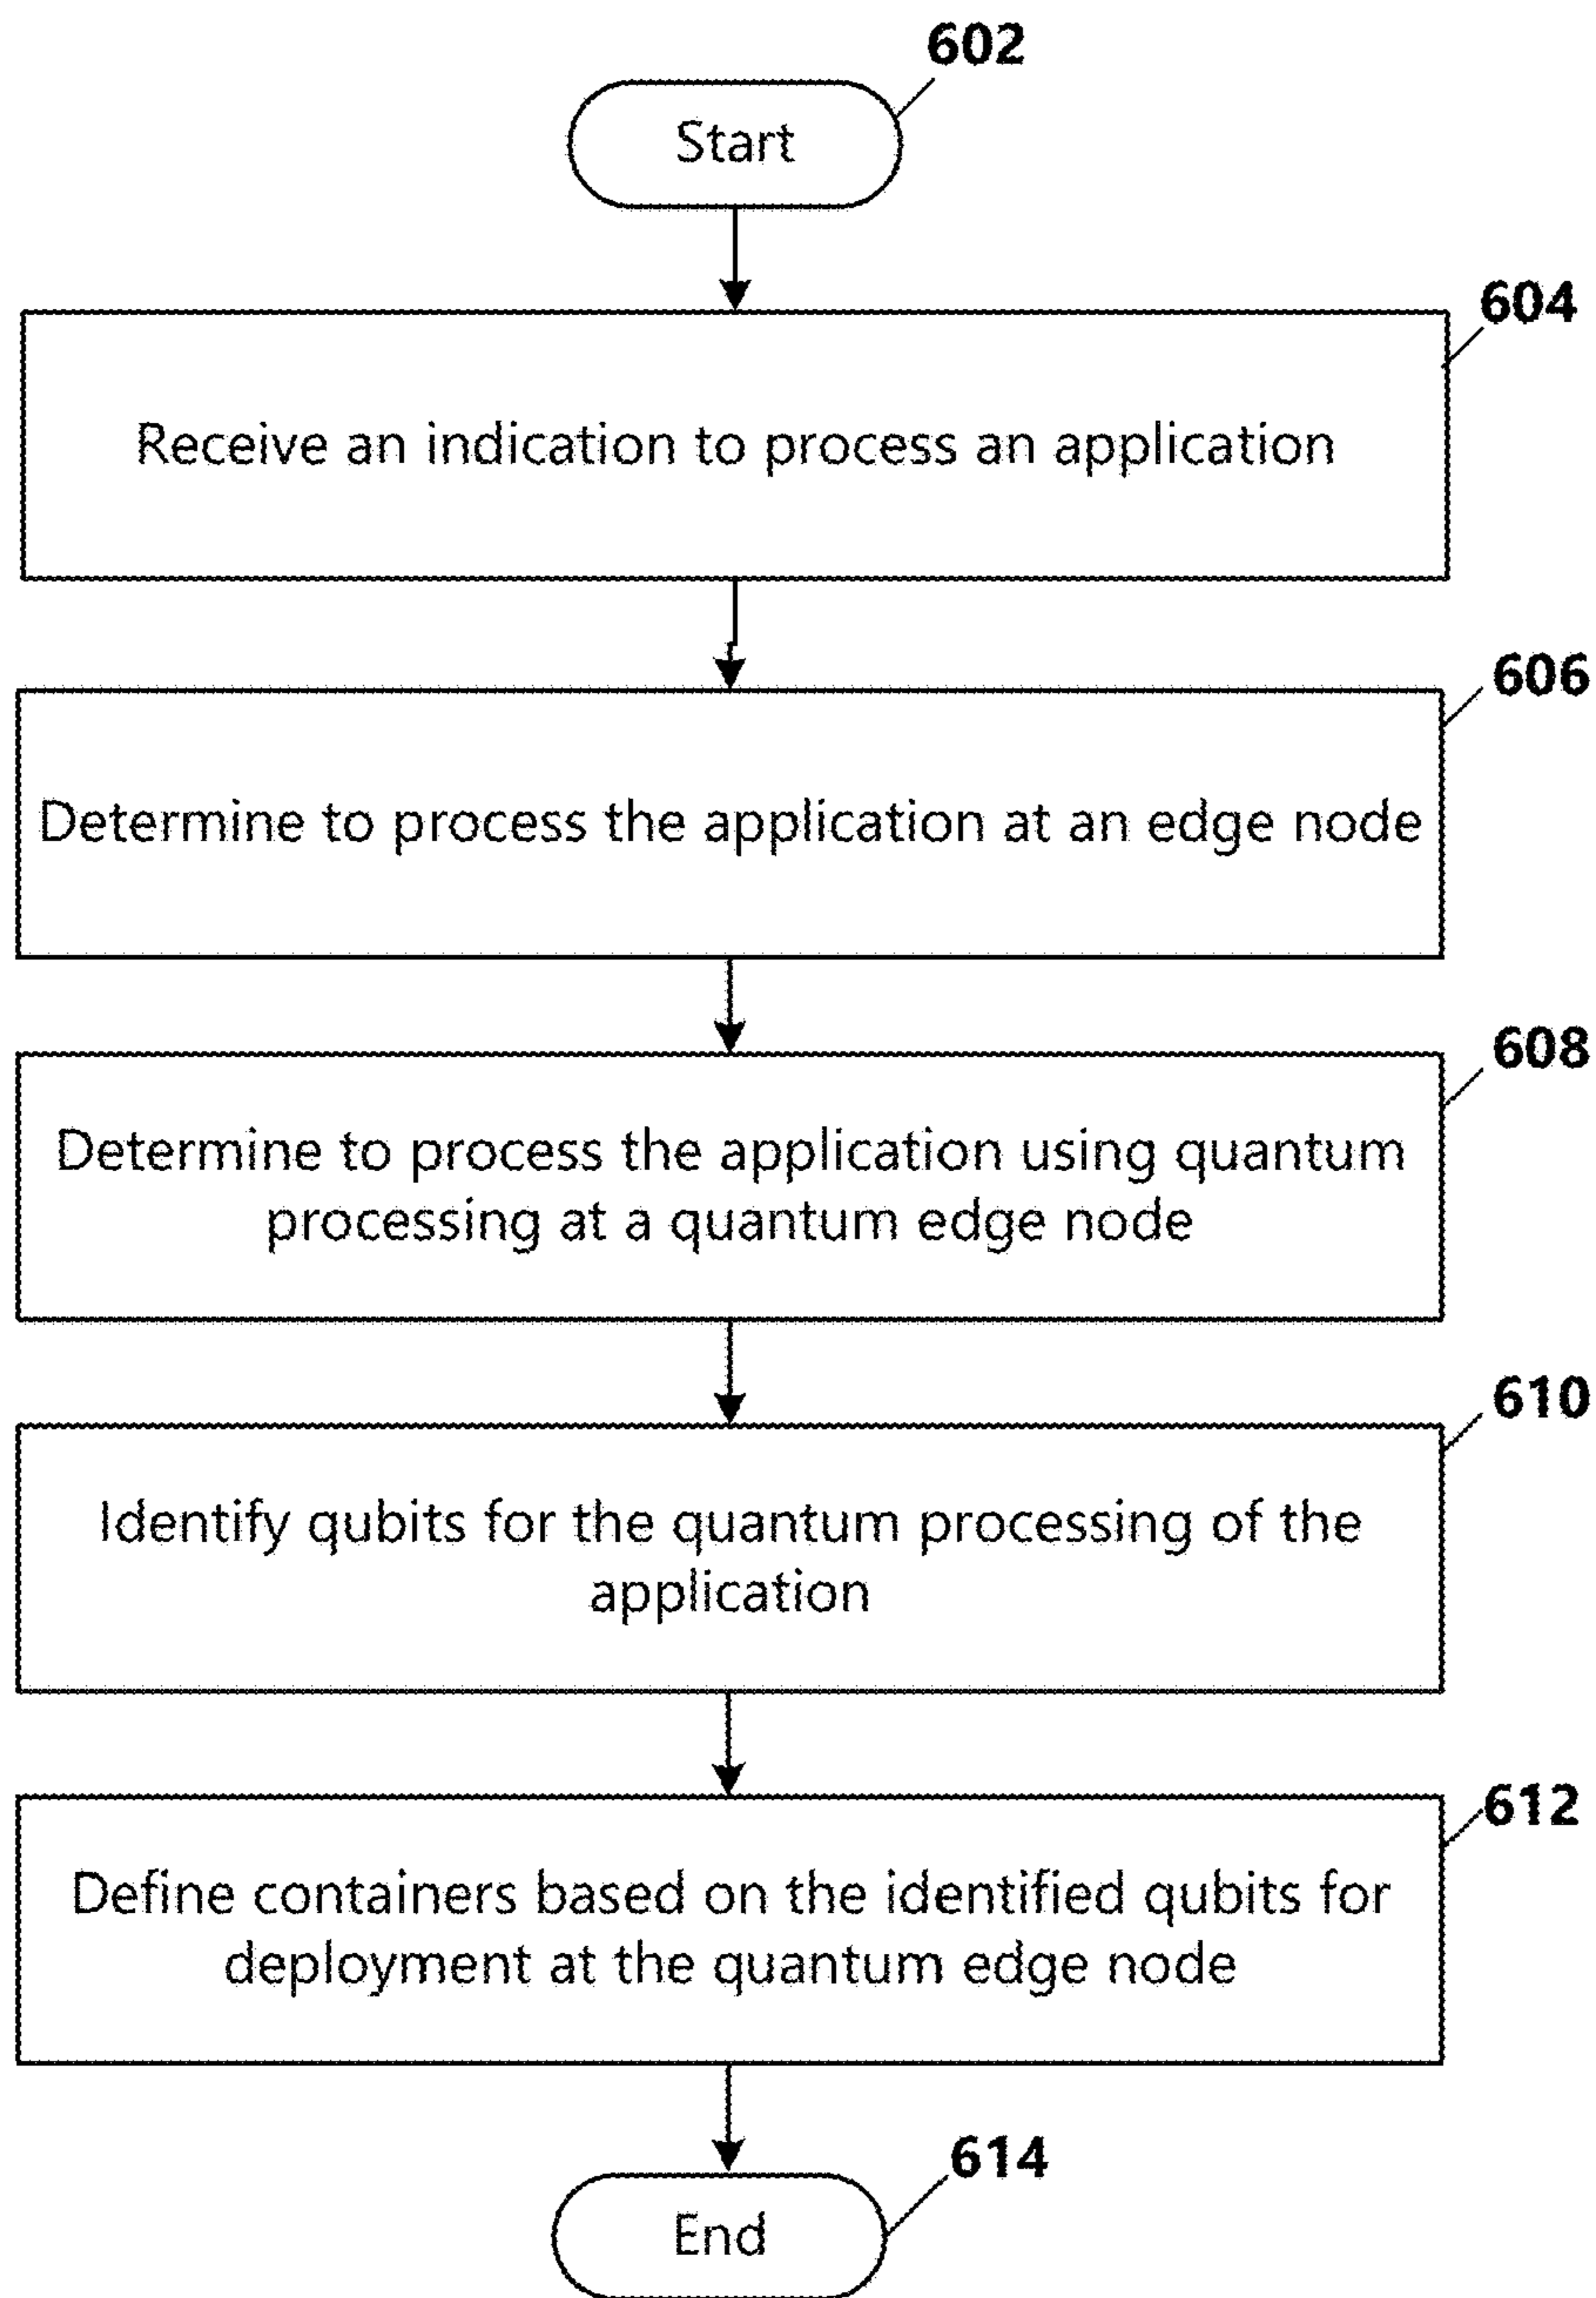 602
Start
604
Receive an indication to process an application
606
Determine to process the application at an edge node
608
Determine to process the application using quantum
processing at a quantum edge node
610
Identify qubits for the quantum processing of the
application
612
Define containers based on the identified qubits for
deployment at the quantum edge node
614
End